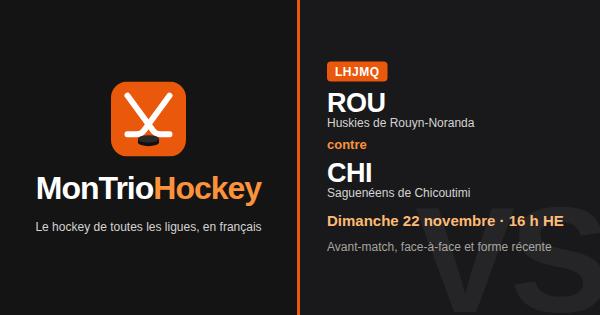 MonTrioHockey
Le hockey de toutes les ligues, en français
LHJMQ
ROU
Huskies de Rouyn-Noranda
contre
CHI
Saguenéens de Chicoutimi
Dimanche 22 novembre · 16 h HE
Avant-match, face-à-face et forme récente
VS